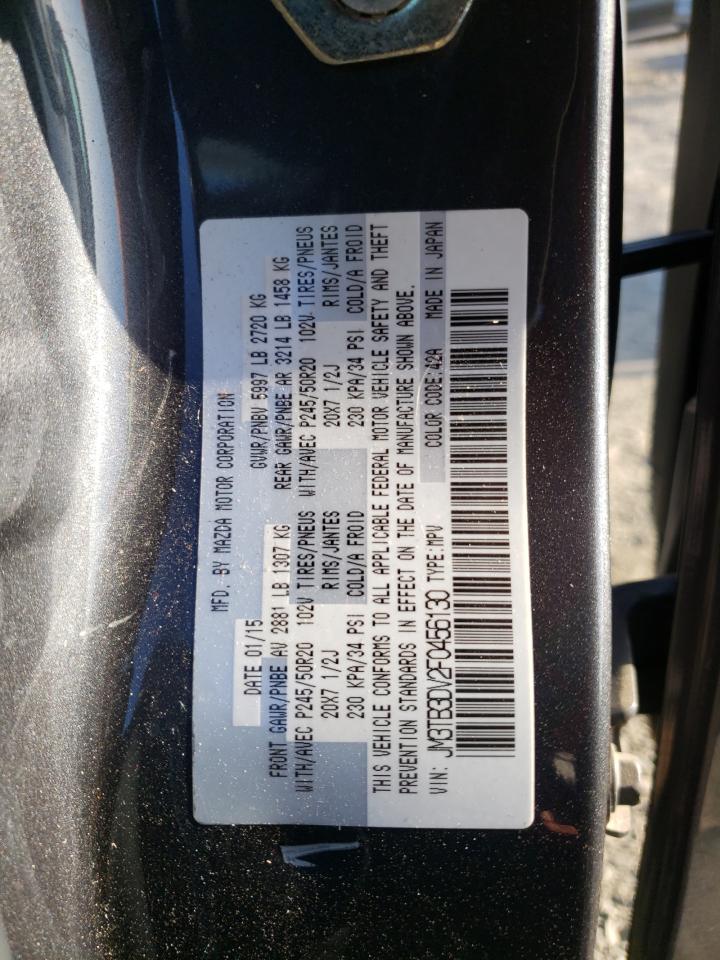 MFD. BY MAZDA MOTOR CORPORATION
DATE 01/15 GVWR/PNBV 5997 LB 2720 KG
FRONT GAWR/PNBE AV 2881 LB 1307 KG REAR GAWR/PNBE AR 3214 LB 1458 KG
WITH/AVEC P245/50R20 102V TIRES/PNEUS WITH/AVEC P245/50R20 102V TIRES/PNEUS
20X7 1/2J RIMS/JANTES 20X7 1/2J RIMS/JANTES
230 KPA/34 PSI COLD/A FROID 230 KPA/34 PSI COLD/A FROID
THIS VEHICLE CONFORMS TO ALL APPLICABLE FEDERAL MOTOR VEHICLE SAFETY AND THEFT
PREVENTION STANDARDS IN EFFECT ON THE DATE OF MANUFACTURE SHOWN ABOVE.
VIN: JM3TB3DV2F0456130 TYPE:MPV COLOR CODE:42A MADE IN JAPAN